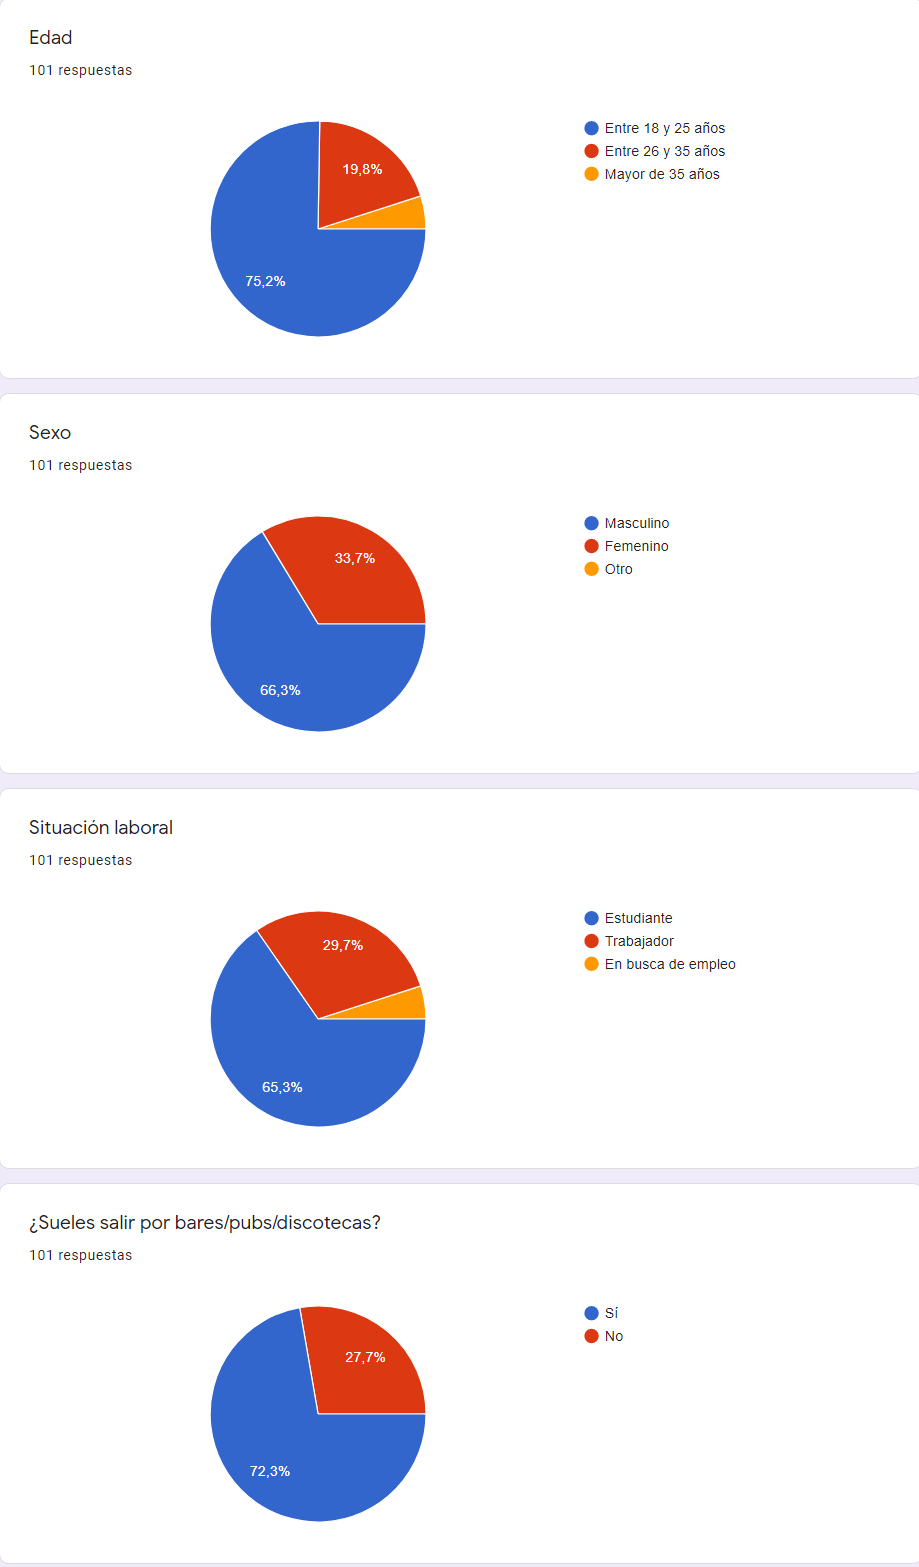 Edad
101 respuestas
Entre 18 y 25 años
Entre 26 y 35 años
Mayor de 35 años
19,8%
75,2%
Sexo
101 respuestas
Masculino
Femenino
Otro
33,7%
66,3%
Situación laboral
101 respuestas
Estudiante
Trabajador
En busca de empleo
29,7%
65,3%
¿Sueles salir por bares/pubs/discotecas?
101 respuestas
Sí
No
27,7%
72,3%